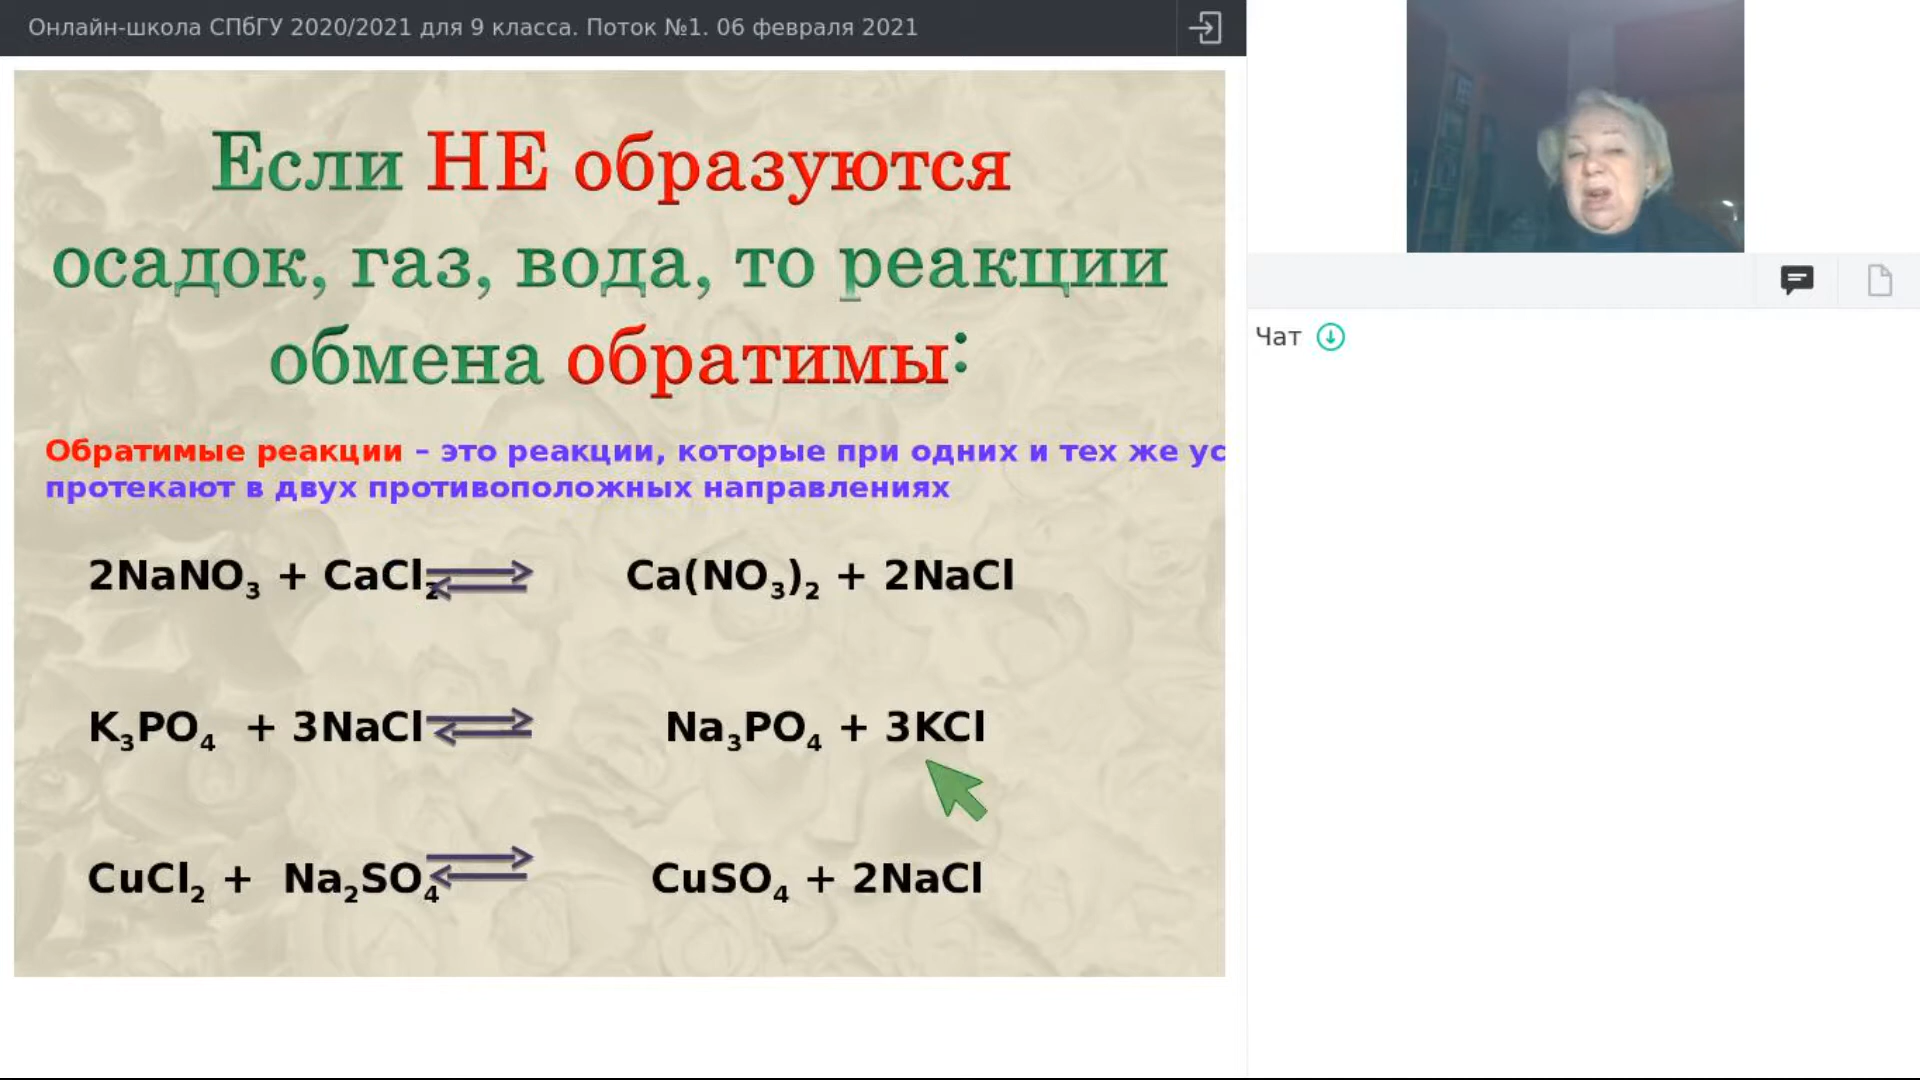 Онлайн-школа СПбГУ 2020/2021 для 9 класса. Поток №1. 06 февраля 2021
Если НЕ образуются
осадок, газ, вода, то реакции
обмена обратимы:
Обратимые реакции – это реакции, которые при одних и тех же ус
протекают в двух противоположных направлениях
2NaNO₃ + CaCl₂ ⇄ Ca(NO₃)₂ + 2NaCl
K₃PO₄ + 3NaCl ⇄ Na₃PO₄ + 3KCl
CuCl₂ + Na₂SO₄ ⇄ CuSO₄ + 2NaCl
Чат